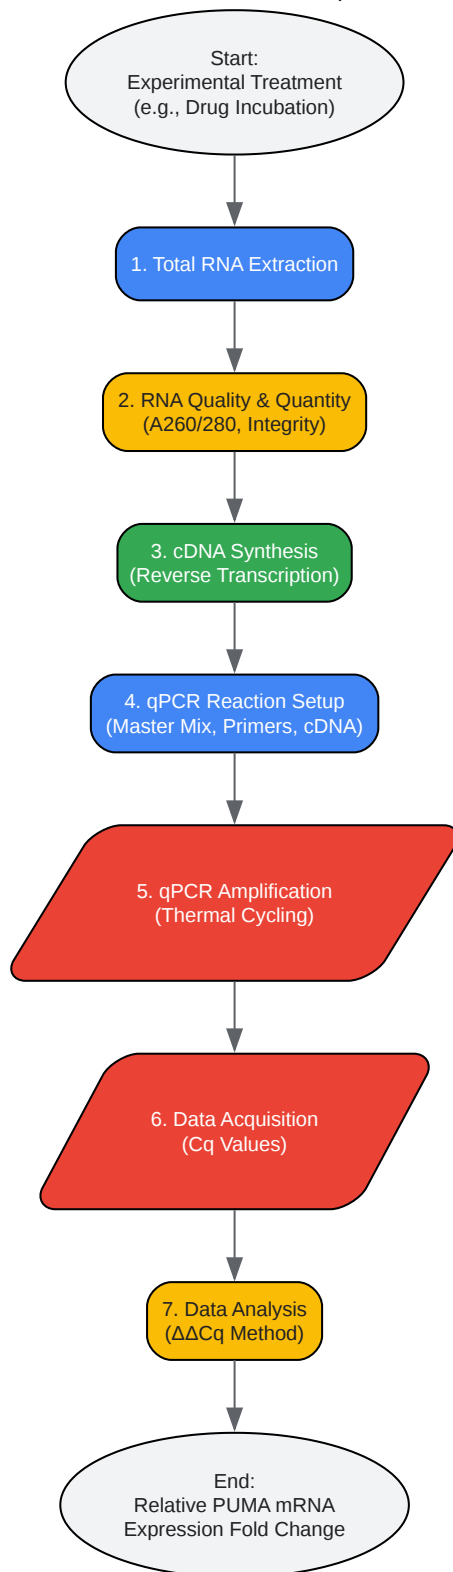 Start:
Experimental Treatment
(e.g., Drug Incubation)
1. Total RNA Extraction
2. RNA Quality & Quantity
(A260/280, Integrity)
3. cDNA Synthesis
(Reverse Transcription)
4. qPCR Reaction Setup
(Master Mix, Primers, cDNA)
5. qPCR Amplification
(Thermal Cycling)
6. Data Acquisition
(Cq Values)
7. Data Analysis
(ΔΔCq Method)
End:
Relative PUMA mRNA
Expression Fold Change